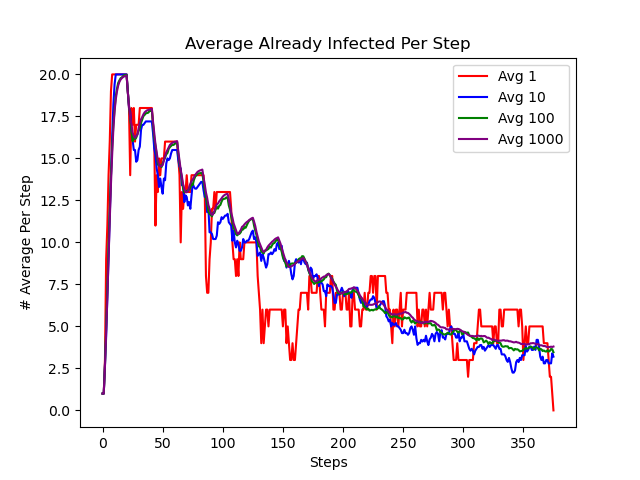 Average Already Infected Per Step
# Average Per Step
20.0
17.5
15.0
12.5
10.0
7.5
5.0
2.5
0.0
Avg 1
Avg 10
Avg 100
Avg 1000
0 50 100 150 200 250 300 350
Steps